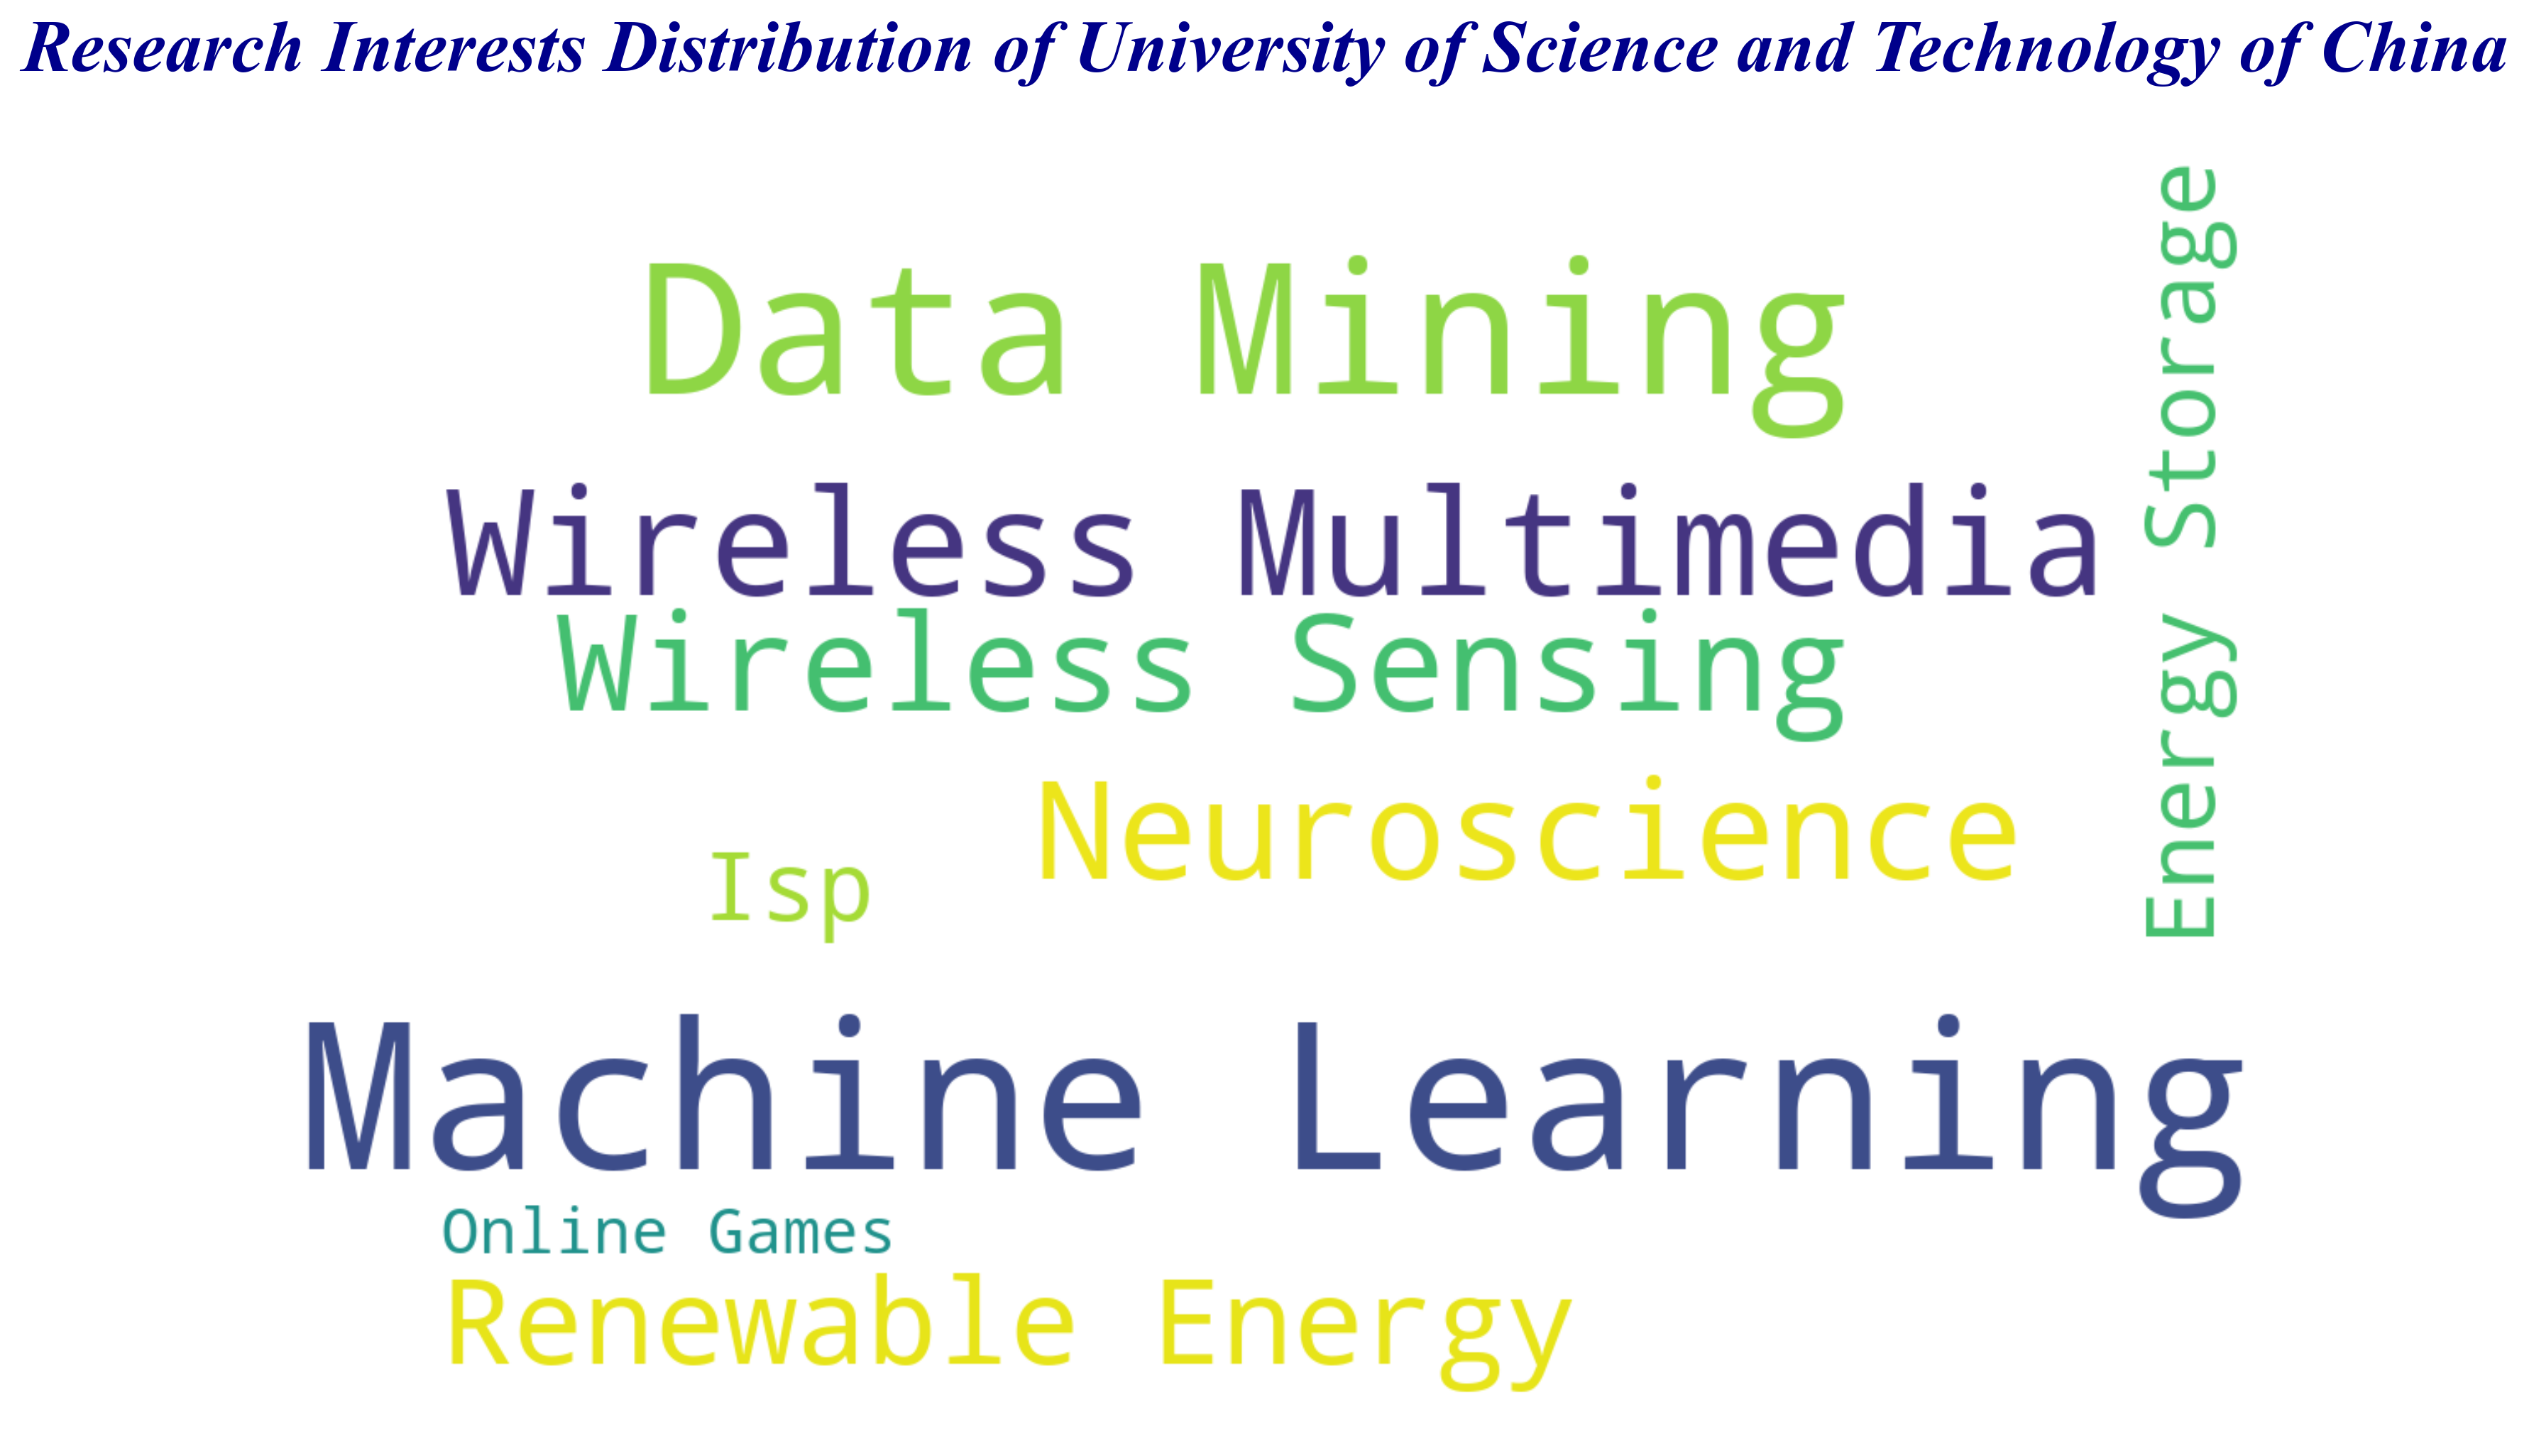 Research Interests Distribution of University of Science and Technology of China
Data Mining
Energy Storage
Wireless Multimedia
Wireless Sensing
Neuroscience
Isp
Machine Learning
Online Games
Renewable Energy